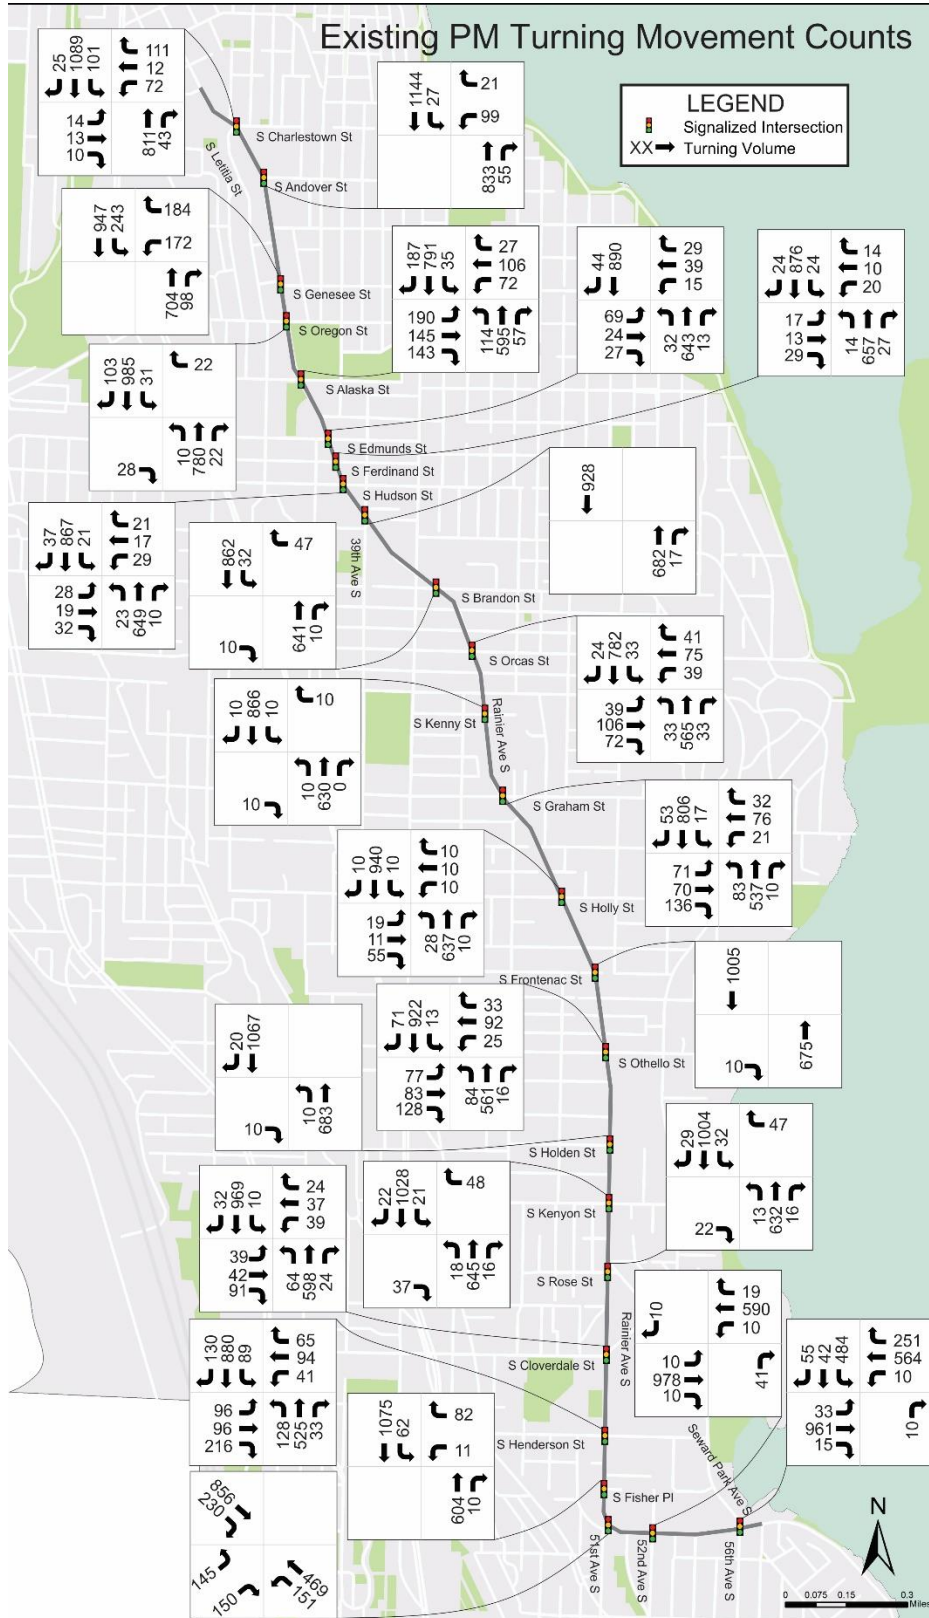 Existing PM Turning Movement Counts
LEGEND
Signalized Intersection
XX Turning Volume
25 1089 101
111
12
72
14
13
10
811 43
1144 27
21
99
833 55
S Charlestown St
S Letitia St
S Andover St
947 243
184
172
704 98
187 791 35
27
106
72
190
145
143
114 595 57
44 890
29
39
15
69
24
27
32 643 13
24 876 24
14
10
20
17
13
29
14 657 27
S Genesee St
S Oregon St
103 985 31
22
28
10 780 22
S Alaska St
S Edmunds St
S Ferdinand St
S Hudson St
928
682 17
37 867 21
21
17
29
28
19
32
23 649 10
862 32
47
10
641 10
39th Ave S
S Brandon St
S Orcas St
24 782 33
41
75
39
39
106
72
33 565 33
10 866 10
10
10
10 630 0
S Kenny St
Rainier Ave S
S Graham St
53 806 17
32
76
21
71
70
136
83 537 10
10 940 10
10
10
10
19
11
55
28 637 10
S Holly St
S Frontenac St
1005
10
675
71 922 13
33
92
25
77
83
128
84 561 16
S Othello St
20 1067
10
10 683
S Holden St
29 1004 32
47
22
13 632 16
32 969 10
24
37
39
39
42
91
64 598 24
22 1028 21
48
37
18 645 16
S Kenyon St
S Rose St
Rainier Ave S
10
19
590
10
10
978
10
41
S Cloverdale St
130 880 89
65
94
41
96
96
216
128 525 33
55 42 484
251
564
10
33
961
15
10
1075 62
82
11
604 10
S Henderson St
Seward Park Ave S
S Fisher Pl
856
230
145
150
469
151
51st Ave S
52nd Ave S
56th Ave S
N
0 0.075 0.15 0.3
Miles